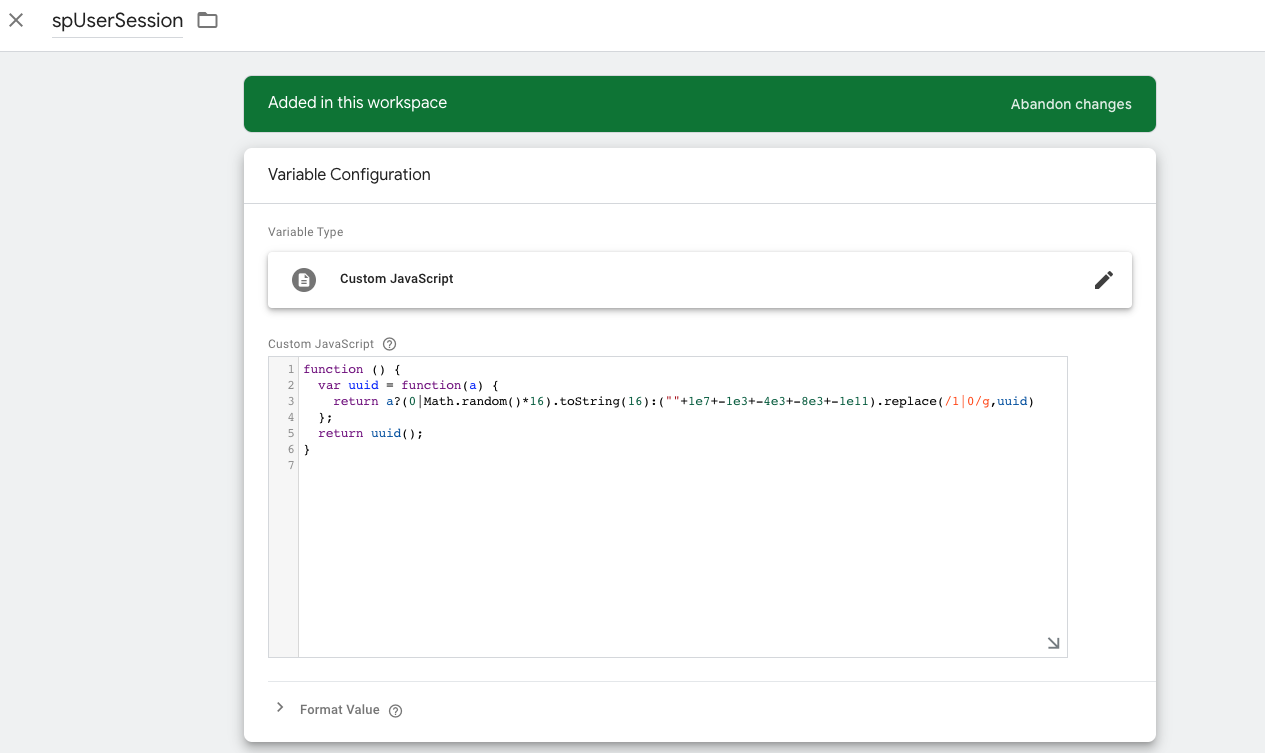 spUserSession
Added in this workspace
Abandon changes
Variable Configuration
Variable Type
Custom JavaScript
Custom JavaScript
1 function () {
2   var uuid = function(a) {
3     return a?(0|Math.random()*16).toString(16):(""+1e7+-1e3+-4e3+-8e3+-1e11).replace(/1|0/g,uuid)
4   };
5   return uuid();
6 }
7
Format Value